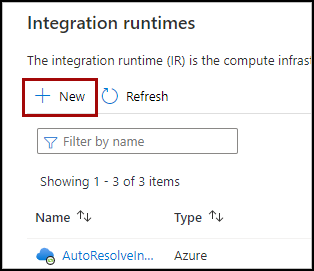 Integration runtimes
The integration runtime (IR) is the compute infras
New Refresh
Filter by name
Showing 1 - 3 of 3 items
Name Type
AutoResolveIn... Azure